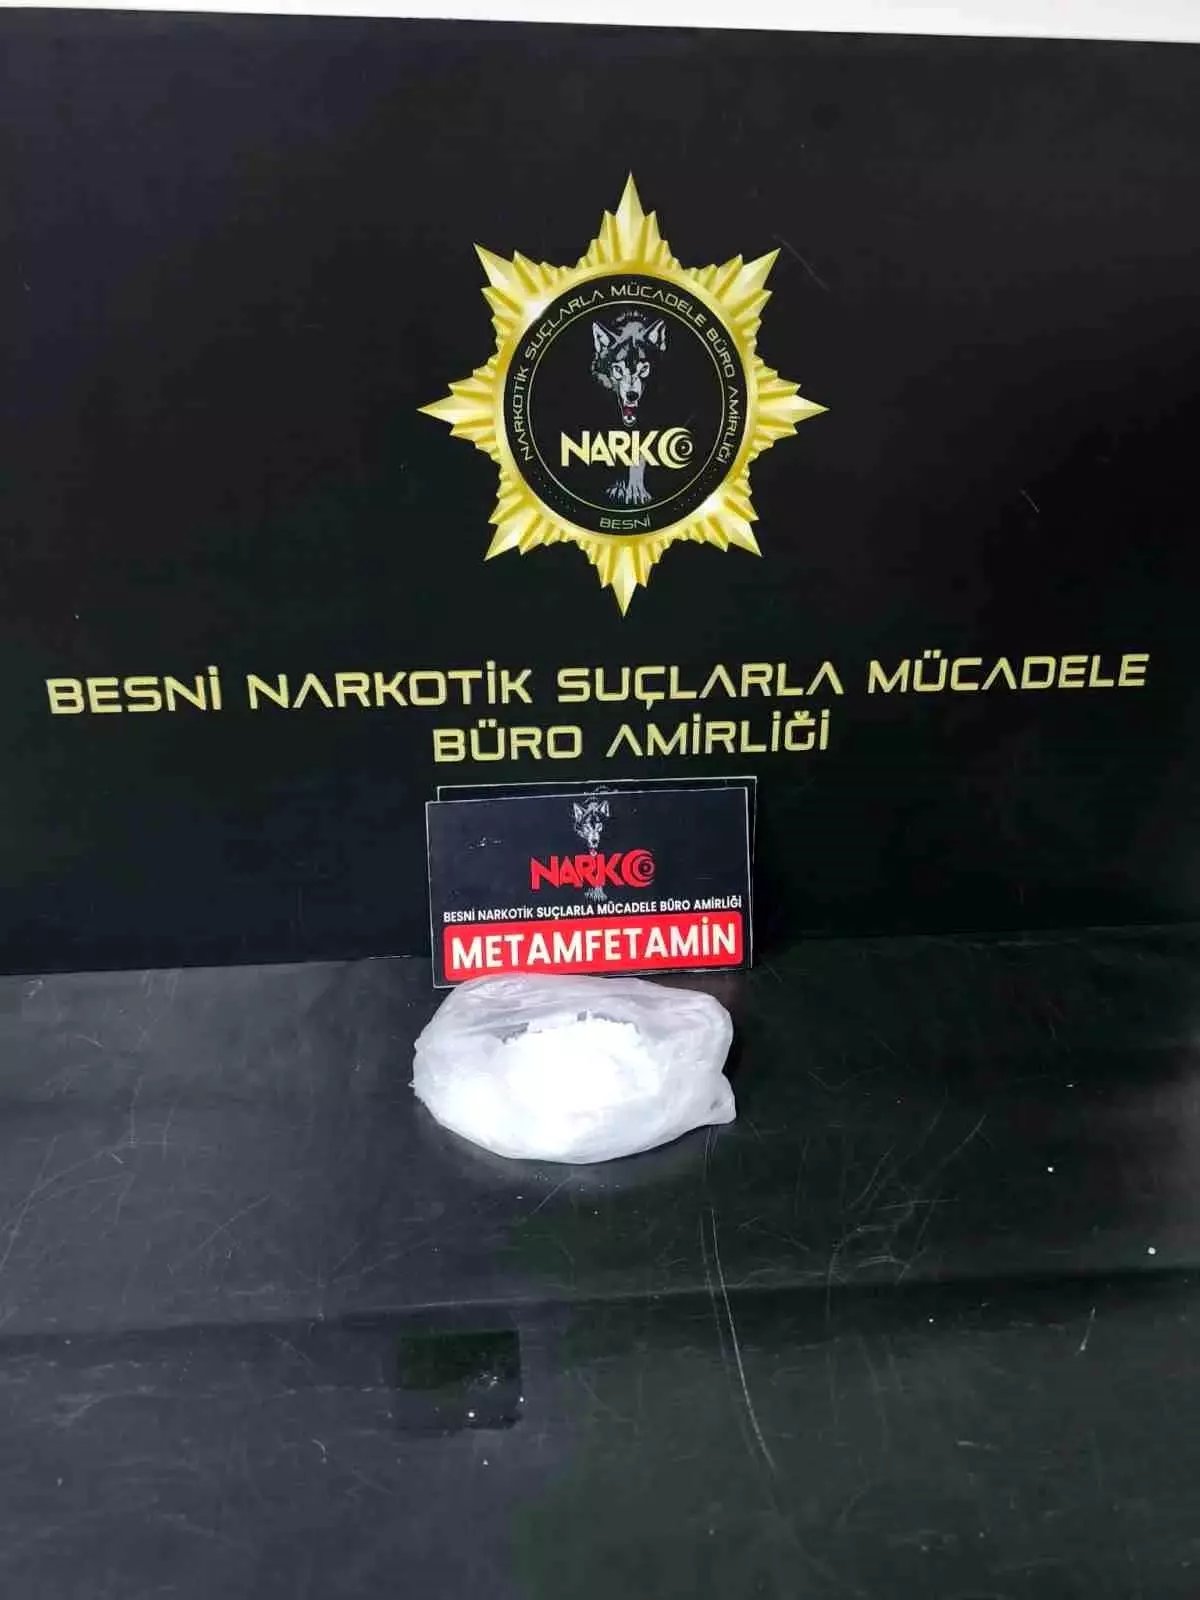 NARKOTİK SUÇLARLA MÜCADELE BÜRO AMİRLİĞİ
NARKO
BESNİ
BESNİ NARKOTİK SUÇLARLA MÜCADELE
BÜRO AMİRLİĞİ
NARKO
BESNİ NARKOTİK SUÇLARLA MÜCADELE BÜRO AMİRLİĞİ
METAMFETAMİN